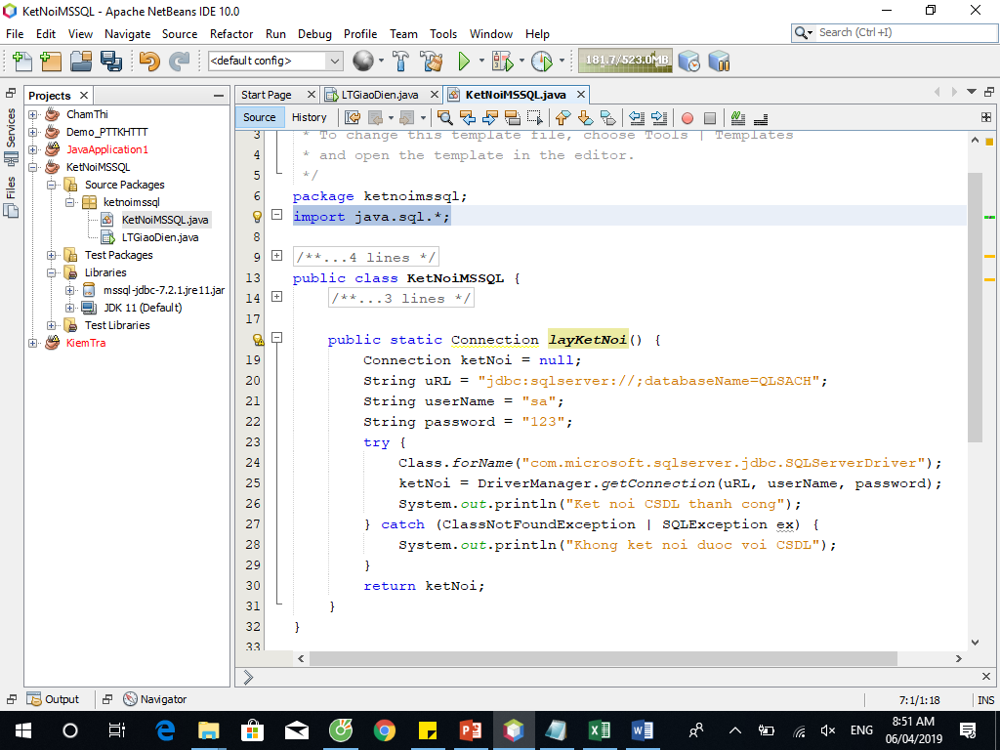 KetNoiMSSQL - Apache NetBeans IDE 10.0
File Edit View Navigate Source Refactor Run Debug Profile Team Tools Window Help
Search (Ctrl+I)
<default config>
181.7/523.0MB
Projects
Services
Files
ChamThi
Demo_PTTKHTTT
JavaApplication1
KetNoiMSSQL
Source Packages
ketnoimssql
KetNoiMSSQL.java
LTGiaoDien.java
Test Packages
Libraries
mssql-jdbc-7.2.1.jre11.jar
JDK 11 (Default)
Test Libraries
KiemTra
Start Page LTGiaoDien.java KetNoiMSSQL.java
Source History
3 * To change this template file, choose Tools | Templates
4 * and open the template in the editor.
5 */
6 package ketnoimssql;
import java.sql.*;
8
9 /**...4 lines */
13 public class KetNoiMSSQL {
14 /**...3 lines */
17
public static Connection layKetNoi() {
19 Connection ketNoi = null;
20 String uRL = "jdbc:sqlserver://;databaseName=QLSACH";
21 String userName = "sa";
22 String password = "123";
23 try {
24 Class.forName("com.microsoft.sqlserver.jdbc.SQLServerDriver");
25 ketNoi = DriverManager.getConnection(uRL, userName, password);
26 System.out.println("Ket noi CSDL thanh cong");
27 } catch (ClassNotFoundException | SQLException ex) {
28 System.out.println("Khong ket noi duoc voi CSDL");
29 }
30 return ketNoi;
31 }
32 }
33
Output Navigator
7:1/1:18 INS
ENG
8:51 AM
06/04/2019